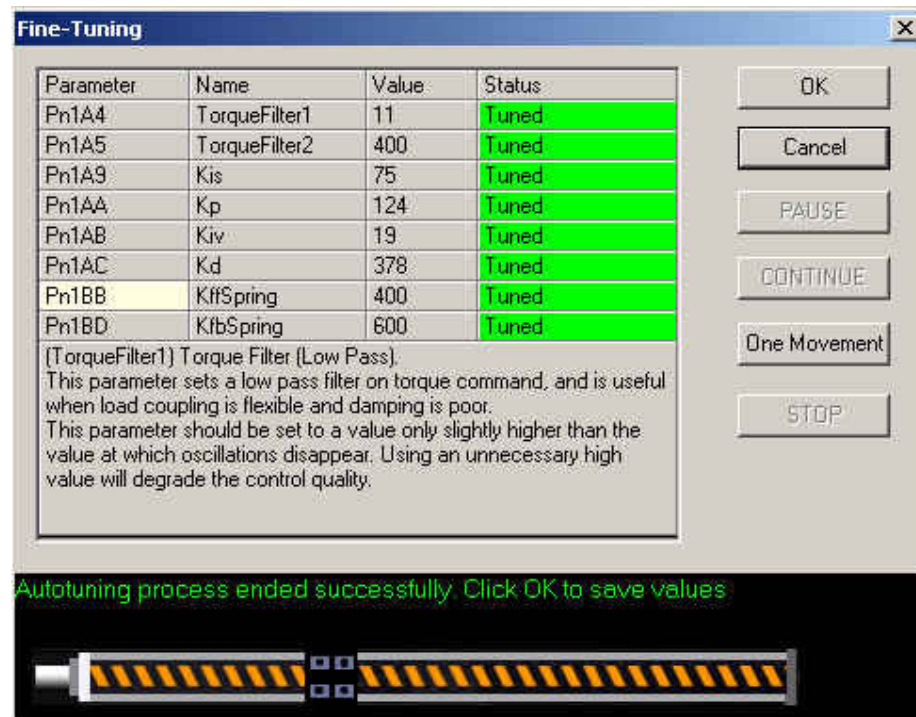 Fine-Tuning
Parameter Name Value Status
Pn1A4 TorqueFilter1 11 Tuned
Pn1A5 TorqueFilter2 400 Tuned
Pn1A9 Kis 75 Tuned
Pn1AA Kp 124 Tuned
Pn1AB Kiv 19 Tuned
Pn1AC Kd 378 Tuned
Pn1BB KffSpring 400 Tuned
Pn1BD KfbSpring 600 Tuned
(TorqueFilter1) Torque Filter (Low Pass).
This parameter sets a low pass filter on torque command, and is useful
when load coupling is flexible and damping is poor.
This parameter should be set to a value only slightly higher than the
value at which oscillations disappear. Using an unnecessary high
value will degrade the control quality.
OK
Cancel
PAUSE
CONTINUE
One Movement
STOP
Autotuning process ended successfully. Click OK to save values